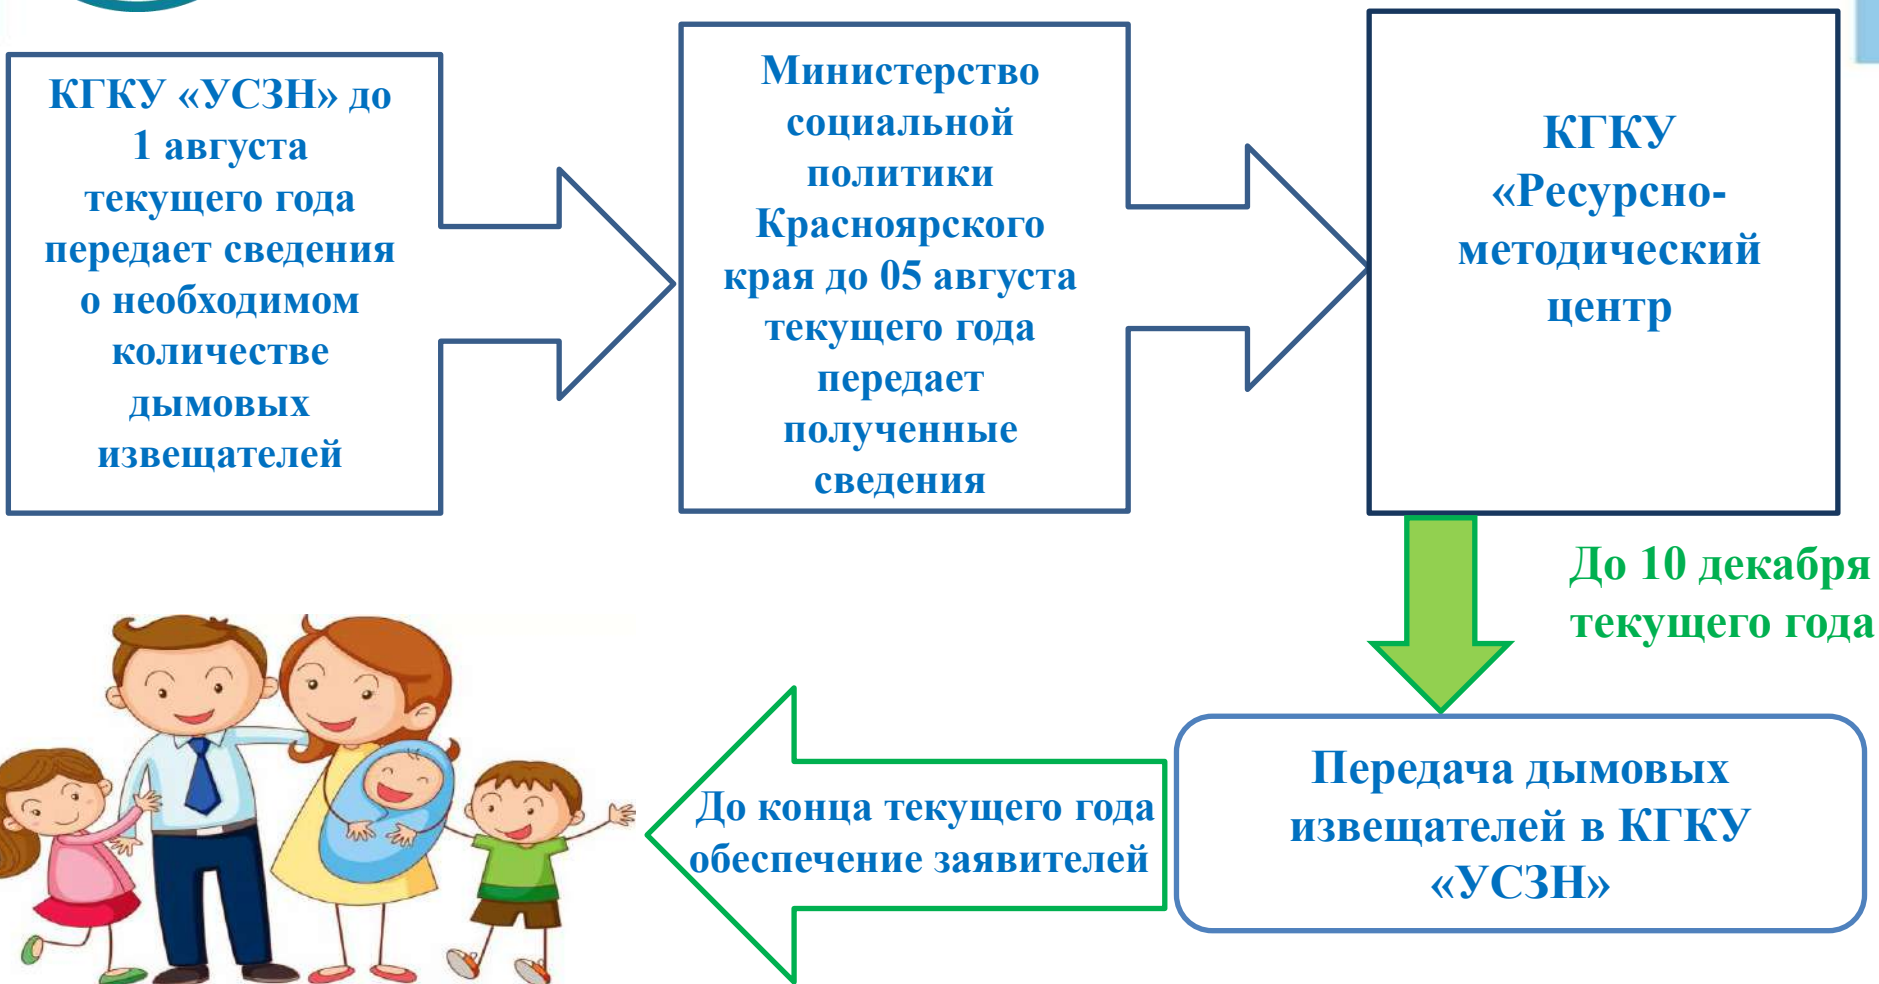 КГКУ «УСЗН» до
1 августа
текущего года
передает сведения
о необходимом
количестве
дымовых
извещателей
Министерство
социальной
политики
Красноярского
края до 05 августа
текущего года
передает
полученные
сведения
КГКУ
«Ресурсно-
методический
центр
До 10 декабря
текущего года
Передача дымовых
извещателей в КГКУ
«УСЗН»
До конца текущего года
обеспечение заявителей